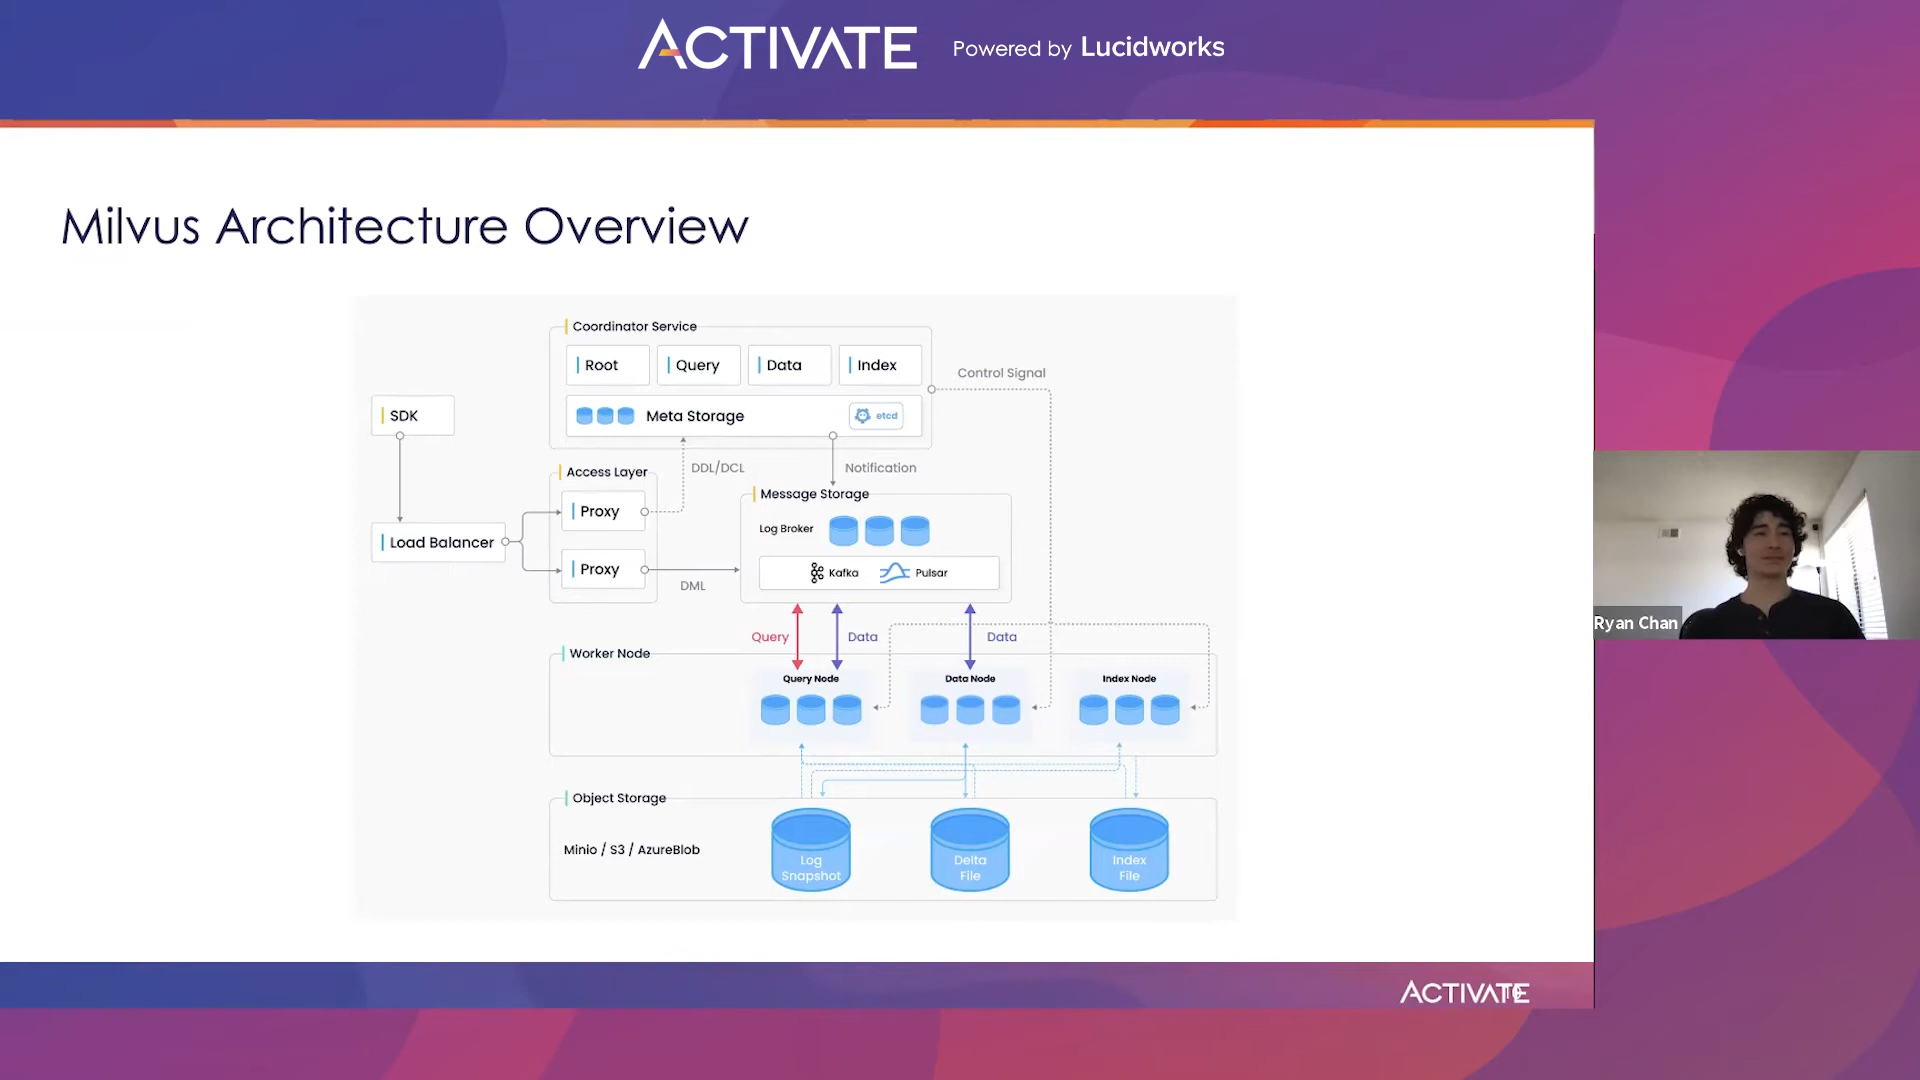 ACTIVATE Powered by Lucidworks
Milvus Architecture Overview
Coordinator Service
Root
Query
Data
Index
Meta Storage
etcd
Control Signal
SDK
DDL/DCL
Notification
Access Layer
Proxy
Proxy
Load Balancer
DML
Message Storage
Log Broker
Kafka
Pulsar
Query
Data
Data
Worker Node
Query Node
Data Node
Index Node
Object Storage
Minio / S3 / AzureBlob
Log
Snapshot
Delta
File
Index
File
Ryan Chan
ACTIVATE